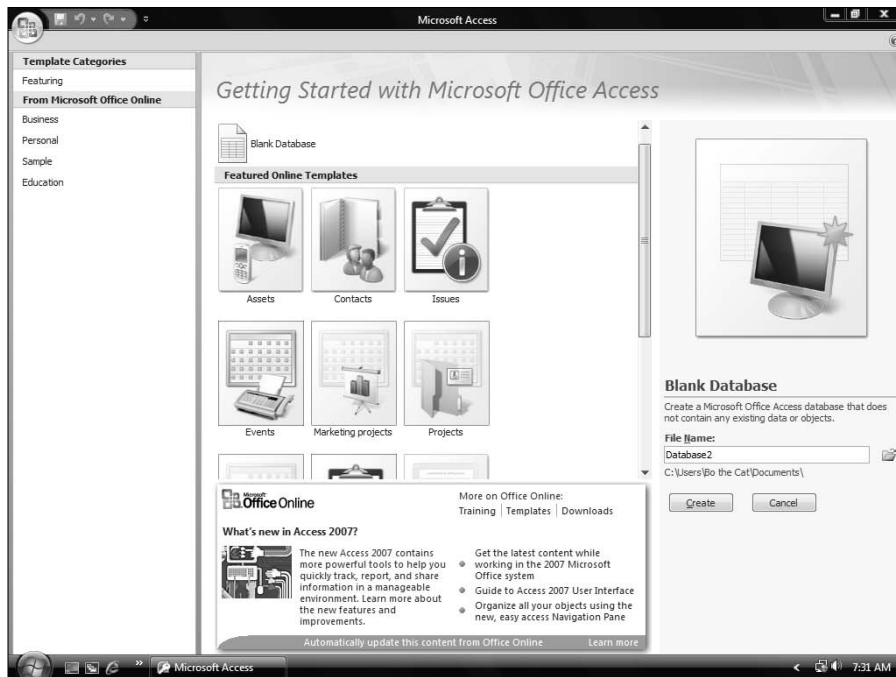 Microsoft Access
Template Categories
Featuring
From Microsoft Office Online
Business
Personal
Sample
Education
Getting Started with Microsoft Office Access
Blank Database
Featured Online Templates
Assets
Contacts
Issues
Events
Marketing projects
Projects
Microsoft
Office Online
More on Office Online:
Training | Templates | Downloads
What's new in Access 2007?
The new Access 2007 contains
more powerful tools to help you
quickly track, report, and share
information in a manageable
environment. Learn more about
the new features and
improvements.
Get the latest content while
working in the 2007 Microsoft
Office system
Guide to Access 2007 User Interface
Organize all your objects using the
new, easy access Navigation Pane
Automatically update this content from Office Online
Learn more
Blank Database
Create a Microsoft Office Access database that does
not contain any existing data or objects.
File Name:
Database2
C:\Users\Bo the Cat\Documents\
Create
Cancel
Microsoft Access
7:31 AM